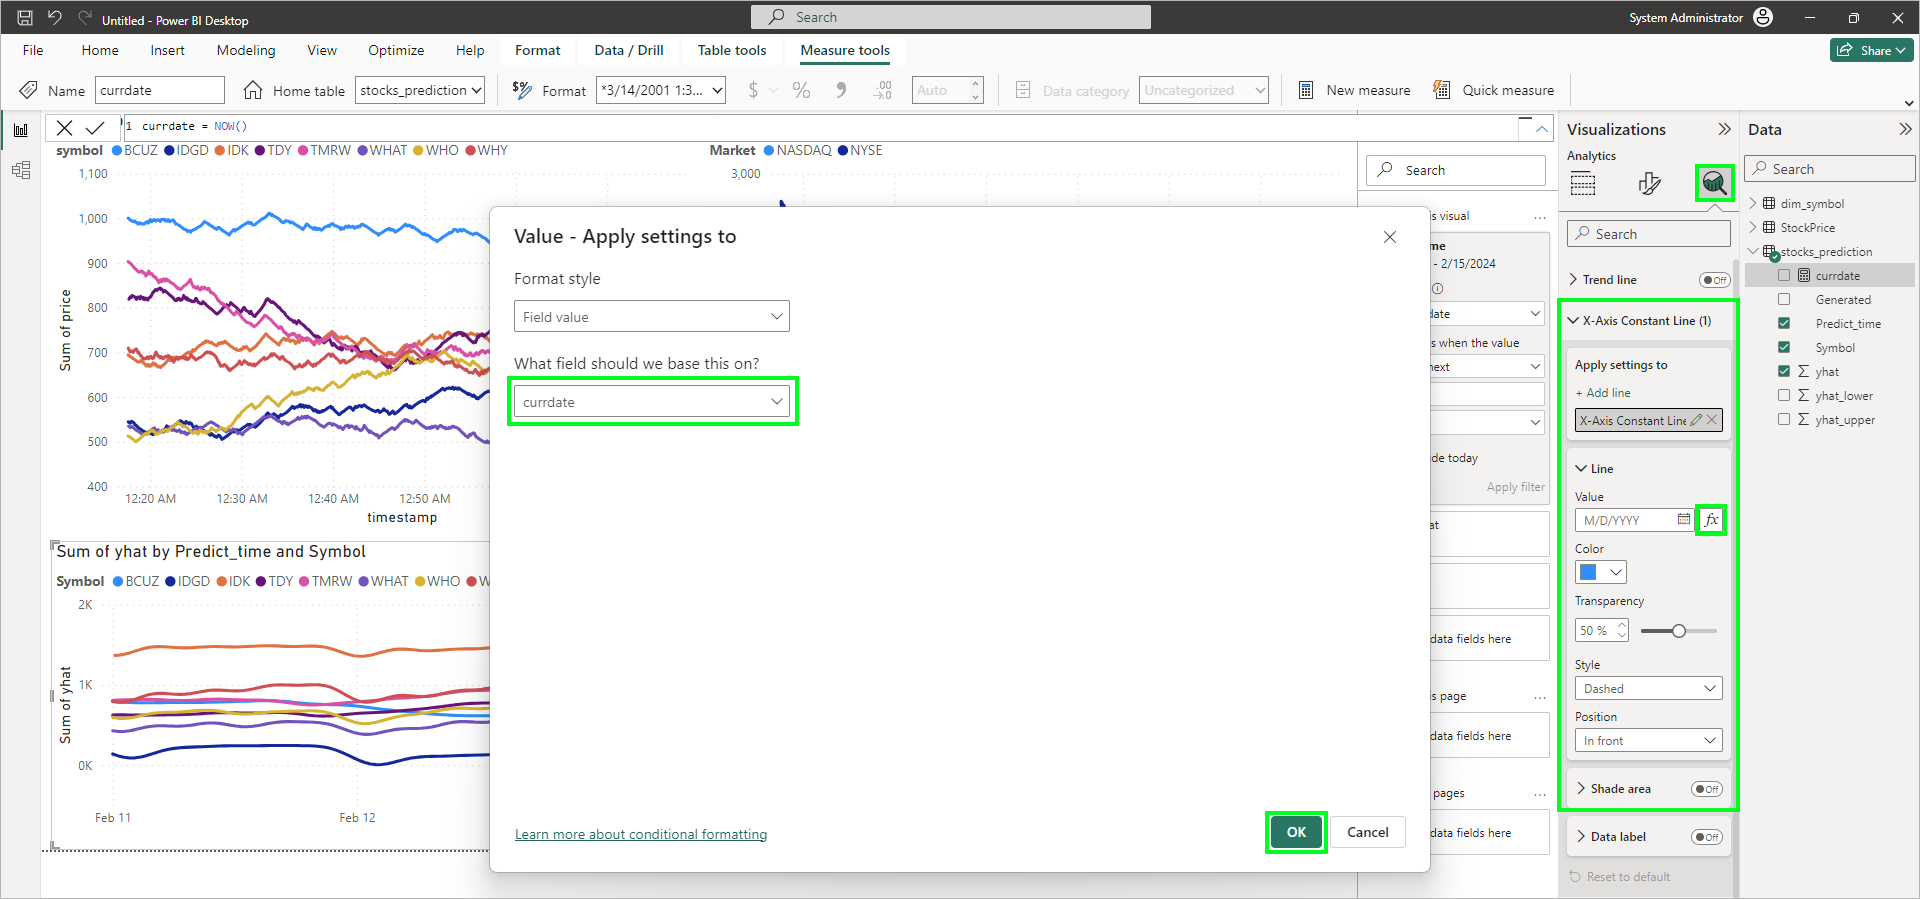 Untitled - Power BI Desktop
Search
System Administrator
File Home Insert Modeling View Optimize Help Format Data / Drill Table tools Measure tools
Share
Name currdate Home table stocks_prediction Format *3/14/2001 1:3... $ % Auto Data category Uncategorized New measure Quick measure
1 currdate = NOW()
symbol BCUZ IDGD IDK TDY TMRW WHAT WHO WHY
Market NASDAQ NYSE
1,100
1,000
900
800
700
600
500
400
Sum of price
12:20 AM 12:30 AM 12:40 AM 12:50 AM
timestamp
3,000
Sum of yhat by Predict_time and Symbol
Symbol BCUZ IDGD IDK TDY TMRW WHAT WHO W
2K
1K
0K
Sum of yhat
Feb 11 Feb 12
Value - Apply settings to
Format style
Field value
What field should we base this on?
currdate
Learn more about conditional formatting
OK Cancel
Search
is visual ...
me
- 2/15/2024
date
s when the value
next
de today
Apply filter
at
data fields here
is page ...
data fields here
pages ...
data fields here
Visualizations
Analytics
Search
Trend line Off
X-Axis Constant Line (1)
Apply settings to
+ Add line
X-Axis Constant Line
Line
Value
M/D/YYYY fx
Color
Transparency
50 %
Style
Dashed
Position
In front
Shade area Off
Data label Off
Reset to default
Data
Search
dim_symbol
StockPrice
stocks_prediction
currdate
Generated
Predict_time
Symbol
yhat
yhat_lower
yhat_upper